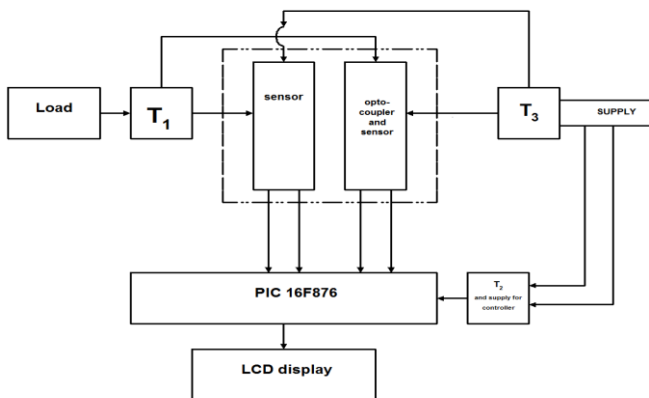 Load
T1
sensor
opto-
coupler
and
sensor
T3
SUPPLY
PIC 16F876
T2
and supply for
controller
LCD display